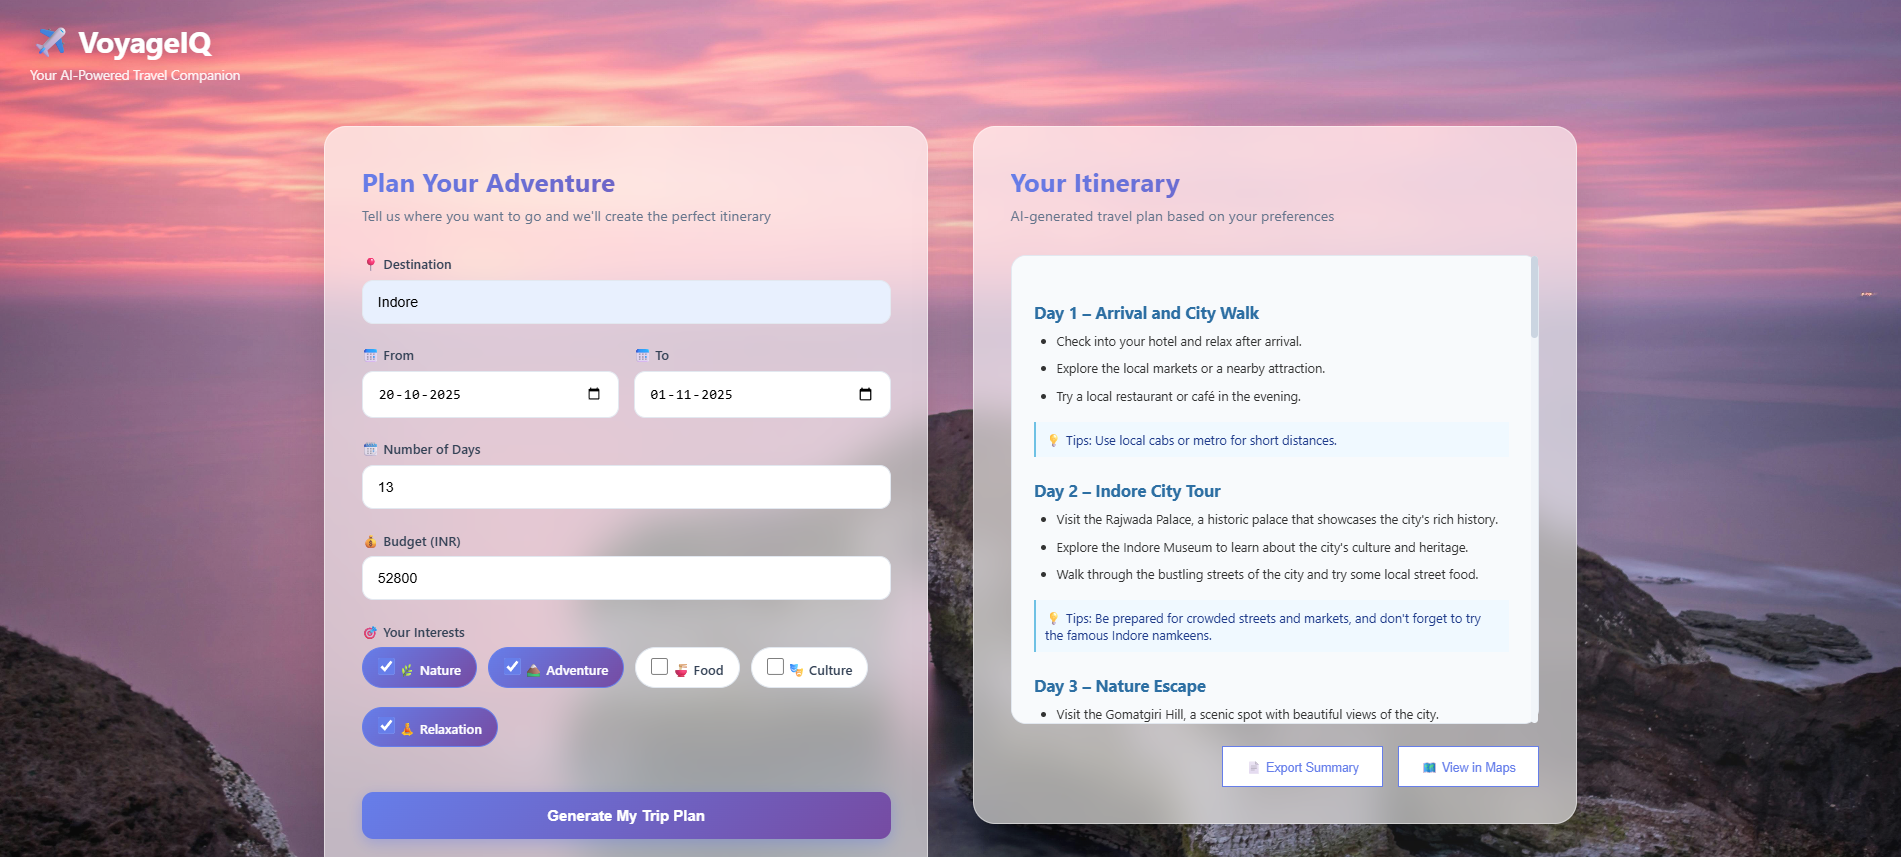 VoyageIQ
Your AI-Powered Travel Companion
Plan Your Adventure
Tell us where you want to go and we'll create the perfect itinerary
Destination
Indore
From
To
20-10-2025
01-11-2025
Number of Days
13
Budget (INR)
52800
Your Interests
Nature
Adventure
Food
Culture
Relaxation
Generate My Trip Plan
Your Itinerary
AI-generated travel plan based on your preferences
Day 1 – Arrival and City Walk
• Check into your hotel and relax after arrival.
• Explore the local markets or a nearby attraction.
• Try a local restaurant or café in the evening.
Tips: Use local cabs or metro for short distances.
Day 2 – Indore City Tour
• Visit the Rajwada Palace, a historic palace that showcases the city's rich history.
• Explore the Indore Museum to learn about the city's culture and heritage.
• Walk through the bustling streets of the city and try some local street food.
Tips: Be prepared for crowded streets and markets, and don't forget to try
the famous Indore namkeens.
Day 3 – Nature Escape
• Visit the Gomatgiri Hill, a scenic spot with beautiful views of the city.
Export Summary
View in Maps